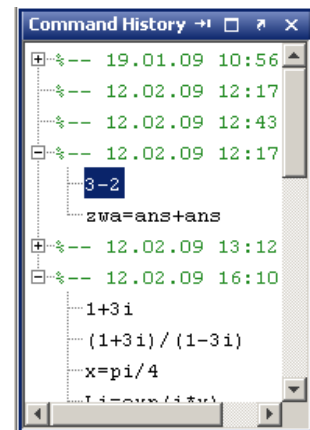 Command History
%-- 19.01.09 10:56
%-- 12.02.09 12:17
%-- 12.02.09 12:43
%-- 12.02.09 12:17
3-2
zwa=ans+ans
%-- 12.02.09 13:12
%-- 12.02.09 16:10
1+3i
(1+3i)/(1-3i)
x=pi/4